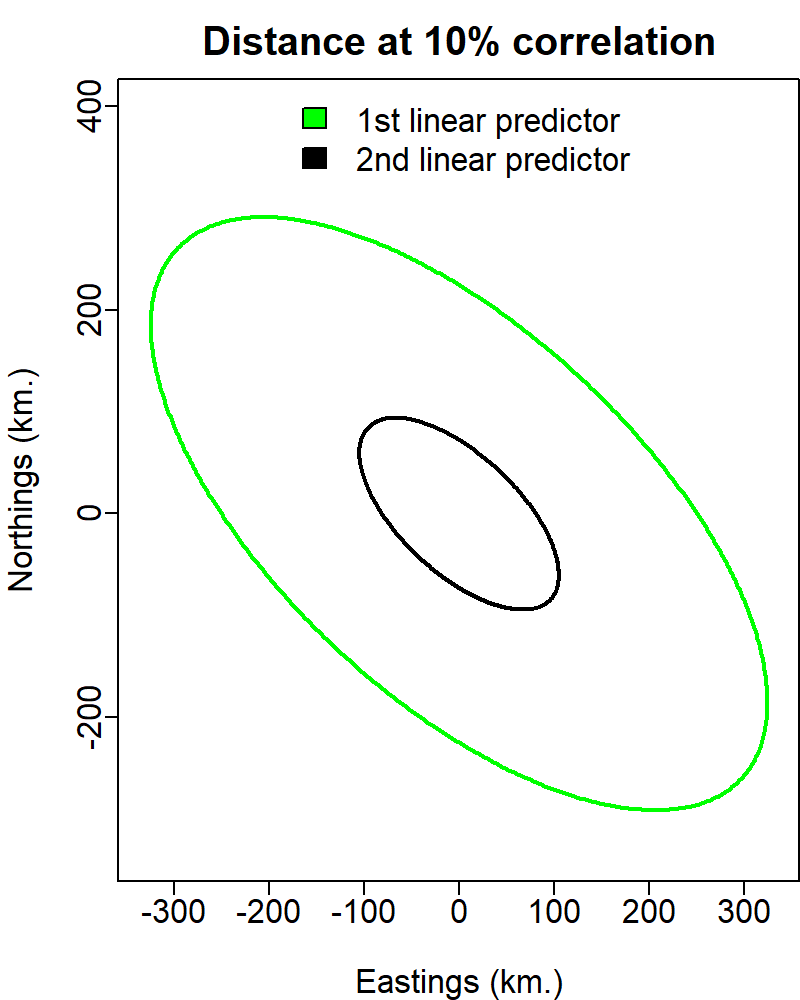 Distance at 10% correlation
1st linear predictor
2nd linear predictor
400
200
0
-200
Northings (km.)
-300 -200 -100 0 100 200 300
Eastings (km.)